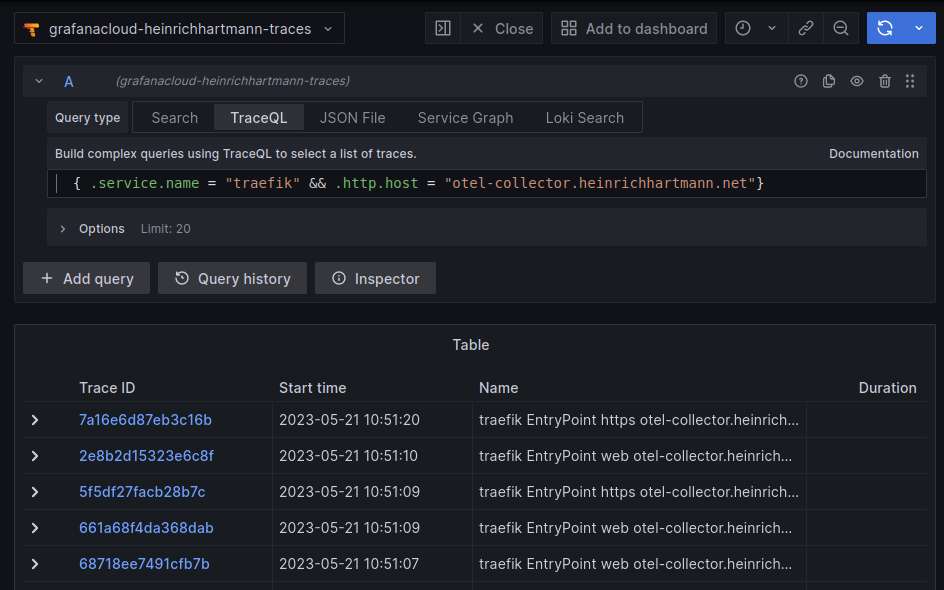 grafanacloud-heinrichhartmann-traces Close Add to dashboard
A (grafanacloud-heinrichhartmann-traces)
Query type Search TraceQL JSON File Service Graph Loki Search
Build complex queries using TraceQL to select a list of traces. Documentation
{ .service.name = "traefik" && .http.host = "otel-collector.heinrichhartmann.net"}
Options Limit: 20
+ Add query Query history Inspector
Table
Trace ID Start time Name Duration
7a16e6d87eb3c16b 2023-05-21 10:51:20 traefik EntryPoint https otel-collector.heinrich...
2e8b2d15323e6c8f 2023-05-21 10:51:10 traefik EntryPoint web otel-collector.heinrich...
5f5df27facb28b7c 2023-05-21 10:51:09 traefik EntryPoint https otel-collector.heinrich...
661a68f4da368dab 2023-05-21 10:51:09 traefik EntryPoint web otel-collector.heinrich...
68718ee7491cfb7b 2023-05-21 10:51:07 traefik EntryPoint web otel-collector.heinrich...